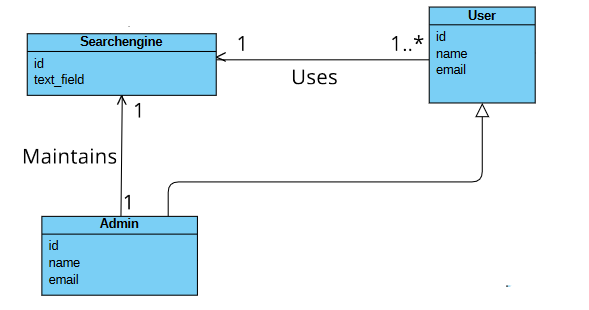 User
id
name
email
Searchengine
id
text_field
1
1..*
Uses
1
Maintains
1
Admin
id
name
email